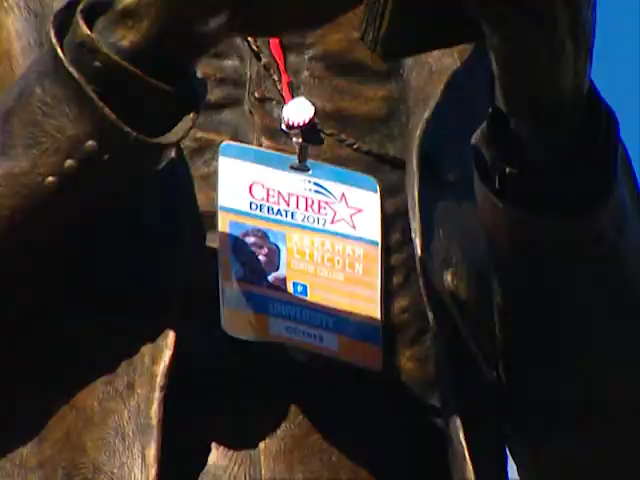 CENTRE
DEBATE 2012
ABRAHAM
LINCOLN
CENTRE COLLEGE
P
UNIVERSITY